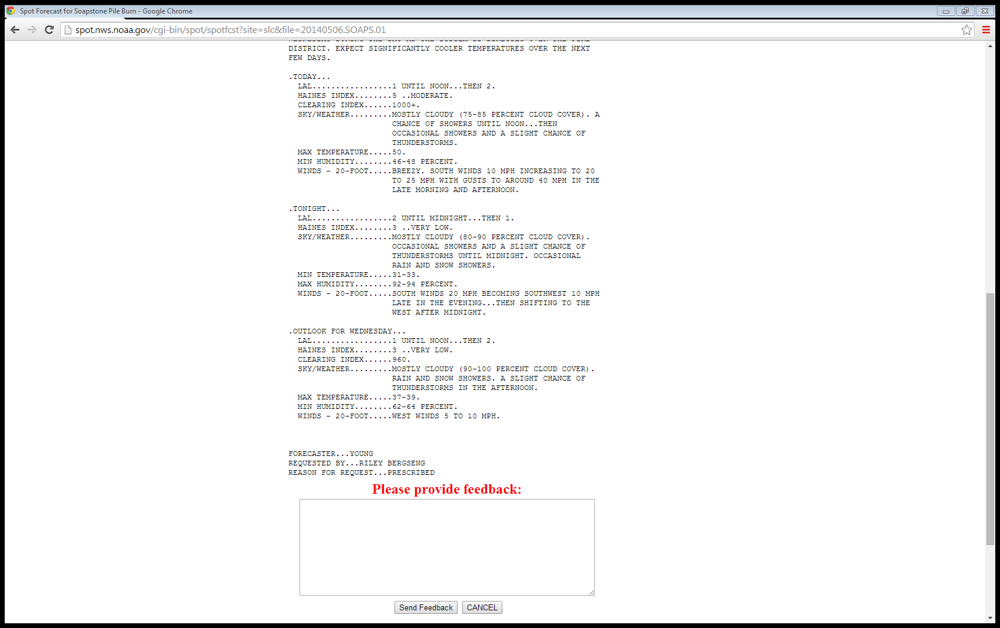 Spot Forecast for Soapstone Pile Burn - Google Chrome
spot.nws.noaa.gov/cgi-bin/spot/spotfcst?site=slc&file=20140506.SOAPS.01
DISTRICT. EXPECT SIGNIFICANTLY COOLER TEMPERATURES OVER THE NEXT
FEW DAYS.
.TODAY...
LAL.................1 UNTIL NOON...THEN 2.
HAINES INDEX........5 ..MODERATE.
CLEARING INDEX......1000+.
SKY/WEATHER.........MOSTLY CLOUDY (75-85 PERCENT CLOUD COVER). A
CHANCE OF SHOWERS UNTIL NOON...THEN
OCCASIONAL SHOWERS AND A SLIGHT CHANCE OF
THUNDERSTORMS.
MAX TEMPERATURE.....50.
MIN HUMIDITY........46-48 PERCENT.
WINDS - 20-FOOT.....BREEZY. SOUTH WINDS 10 MPH INCREASING TO 20
TO 25 MPH WITH GUSTS TO AROUND 40 MPH IN THE
LATE MORNING AND AFTERNOON.
.TONIGHT...
LAL.................2 UNTIL MIDNIGHT...THEN 1.
HAINES INDEX........3 ..VERY LOW.
SKY/WEATHER.........MOSTLY CLOUDY (80-90 PERCENT CLOUD COVER).
OCCASIONAL SHOWERS AND A SLIGHT CHANCE OF
THUNDERSTORMS UNTIL MIDNIGHT. OCCASIONAL
RAIN AND SNOW SHOWERS.
MIN TEMPERATURE.....31-33.
MAX HUMIDITY........92-94 PERCENT.
WINDS - 20-FOOT.....SOUTH WINDS 20 MPH BECOMING SOUTHWEST 10 MPH
LATE IN THE EVENING...THEN SHIFTING TO THE
WEST AFTER MIDNIGHT.
.OUTLOOK FOR WEDNESDAY...
LAL.................1 UNTIL NOON...THEN 2.
HAINES INDEX........3 ..VERY LOW.
CLEARING INDEX......960.
SKY/WEATHER.........MOSTLY CLOUDY (90-100 PERCENT CLOUD COVER).
RAIN AND SNOW SHOWERS. A SLIGHT CHANCE OF
THUNDERSTORMS IN THE AFTERNOON.
MAX TEMPERATURE.....37-39.
MIN HUMIDITY........62-64 PERCENT.
WINDS - 20-FOOT.....WEST WINDS 5 TO 10 MPH.
FORECASTER...YOUNG
REQUESTED BY...RILEY BERGSENG
REASON FOR REQUEST...PRESCRIBED
Please provide feedback:
Send Feedback CANCEL